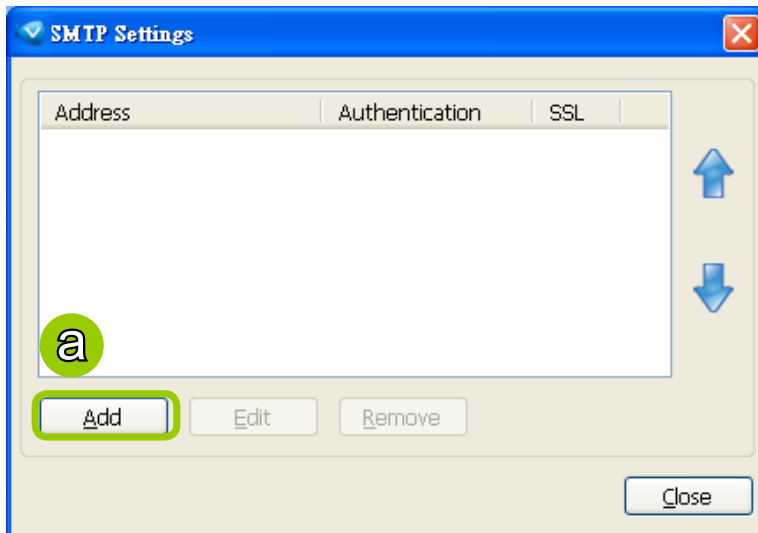 SMTP Settings
Address Authentication SSL
a
Add Edit Remove
Close